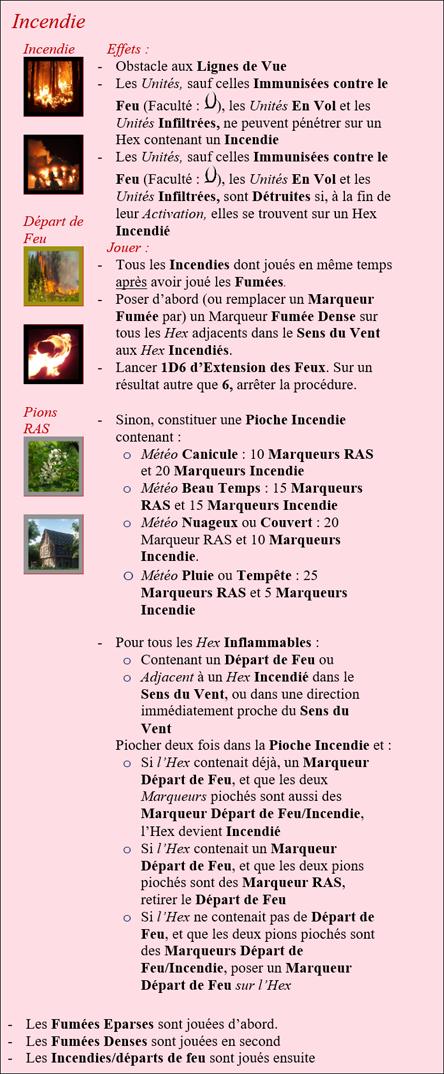 Incendie
Incendie
Effets :
- Obstacle aux Lignes de Vue
- Les Unités, sauf celles Immunisées contre le
Feu (Faculté : ), les Unités En Vol et les
Unités Infiltrées, ne peuvent pénétrer sur un
Hex contenant un Incendie
- Les Unités, sauf celles Immunisées contre le
Feu (Faculté : ), les Unités En Vol et les
Unités Infiltrées, sont Détruites si, à la fin de
leur Activation, elles se trouvent sur un Hex
Incendié
Départ de
Feu
Jouer :
- Tous les Incendies dont joués en même temps
après avoir joué les Fumées.
- Poser d’abord (ou remplacer un Marqueur
Fumée par) un Marqueur Fumée Dense sur
tous les Hex adjacents dans le Sens du Vent
aux Hex Incendiés.
- Lancer 1D6 d’Extension des Feux. Sur un
résultat autre que 6, arrêter la procédure.
Pions
RAS
- Sinon, constituer une Pioche Incendie
contenant :
o Météo Canicule : 10 Marqueurs RAS
et 20 Marqueurs Incendie
o Météo Beau Temps : 15 Marqueurs
RAS et 15 Marqueurs Incendie
o Météo Nuageux ou Couvert : 20
Marqueur RAS et 10 Marqueurs
Incendie.
o Météo Pluie ou Tempête : 25
Marqueurs RAS et 5 Marqueurs
Incendie
- Pour tous les Hex Inflammables :
o Contenant un Départ de Feu ou
o Adjacent à un Hex Incendié dans le
Sens du Vent, ou dans une direction
immédiatement proche du Sens du
Vent
Piocher deux fois dans la Pioche Incendie et :
o Si l’Hex contenait déjà, un Marqueur
Départ de Feu, et que les deux
Marqueurs piochés sont aussi des
Marqueur Départ de Feu/Incendie,
l’Hex devient Incendié
o Si l’Hex contenait un Marqueur
Départ de Feu, et que les deux pions
piochés sont des Marqueur RAS,
retirer le Départ de Feu
o Si l’Hex ne contenait pas de Départ de
Feu, et que les deux pions piochés sont
des Marqueurs Départ de
Feu/Incendie, poser un Marqueur
Départ de Feu sur l’Hex
- Les Fumées Eparses sont jouées d’abord.
- Les Fumées Denses sont jouées en second
- Les Incendies/départs de feu sont joués ensuite